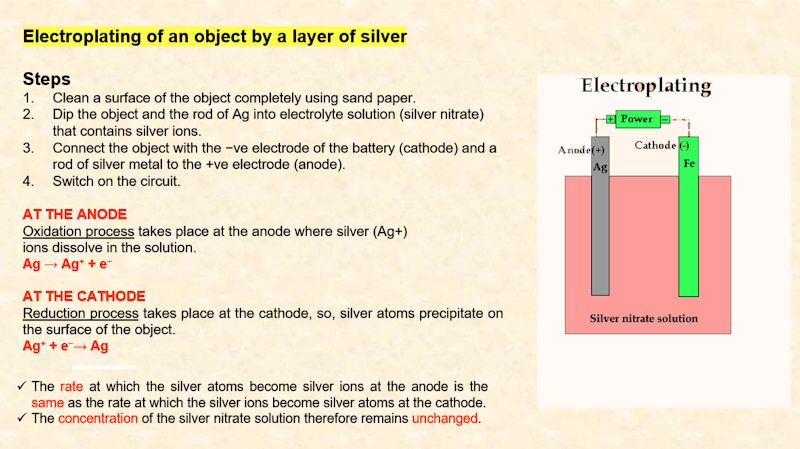 Electroplating of an object by a layer of silver
Steps
1. Clean a surface of the object completely using sand paper.
2. Dip the object and the rod of Ag into electrolyte solution (silver nitrate)
that contains silver ions.
3. Connect the object with the −ve electrode of the battery (cathode) and a
rod of silver metal to the +ve electrode (anode).
4. Switch on the circuit.
AT THE ANODE
Oxidation process takes place at the anode where silver (Ag+)
ions dissolve in the solution.
Ag → Ag⁺ + e⁻
AT THE CATHODE
Reduction process takes place at the cathode, so, silver atoms precipitate on
the surface of the object.
Ag⁺ + e⁻→ Ag
✓ The rate at which the silver atoms become silver ions at the anode is the
same as the rate at which the silver ions become silver atoms at the cathode.
✓ The concentration of the silver nitrate solution therefore remains unchanged.
Electroplating
+ Power −
Anode(+)
Cathode (-)
Ag
Fe
Silver nitrate solution